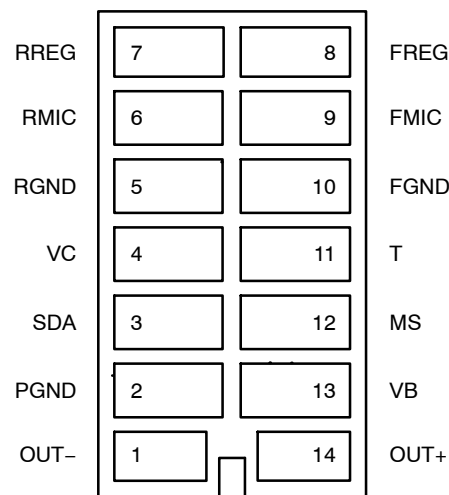 RREG 7 8 FREG
RMIC 6 9 FMIC
RGND 5 10 FGND
VC 4 11 T
SDA 3 12 MS
PGND 2 13 VB
OUT− 1 14 OUT+